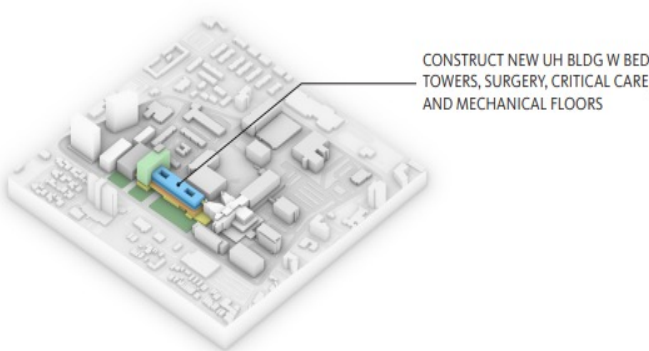 CONSTRUCT NEW UH BLDG W BED
TOWERS, SURGERY, CRITICAL CARE
AND MECHANICAL FLOORS